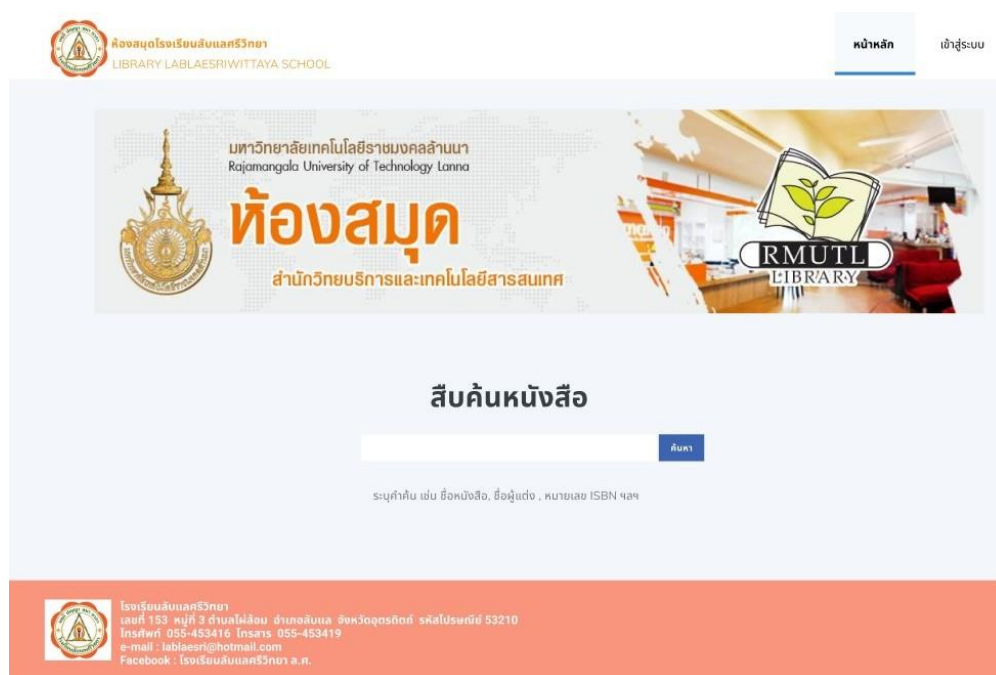 ห้องสมุดโรงเรียนลับแลศรีวิทยา
LIBRARY LABLAESRIWITTAYA SCHOOL
หน้าหลัก
เข้าสู่ระบบ
มหาวิทยาลัยเทคโนโลยีราชมงคลล้านนา
Rajamangala University of Technology Lanna
ห้องสมุด
สำนักวิทยบริการและเทคโนโลยีสารสนเทศ
RMUTL
LIBRARY
สืบค้นหนังสือ
ค้นหา
ระบุคำค้น เช่น ชื่อหนังสือ, ชื่อผู้แต่ง , หมายเลข ISBN ฯลฯ
โรงเรียนลับแลศรีวิทยา
เลขที่ 153 หมู่ที่ 3 ตำบลไผ่ล้อม อำเภอลับแล จังหวัดอุตรดิตถ์ รหัสไปรษณีย์ 53210
โทรศัพท์ 055-453416 โทรสาร 055-453419
e-mail : lablaesri@hotmail.com
Facebook : โรงเรียนลับแลศรีวิทยา ล.ศ.